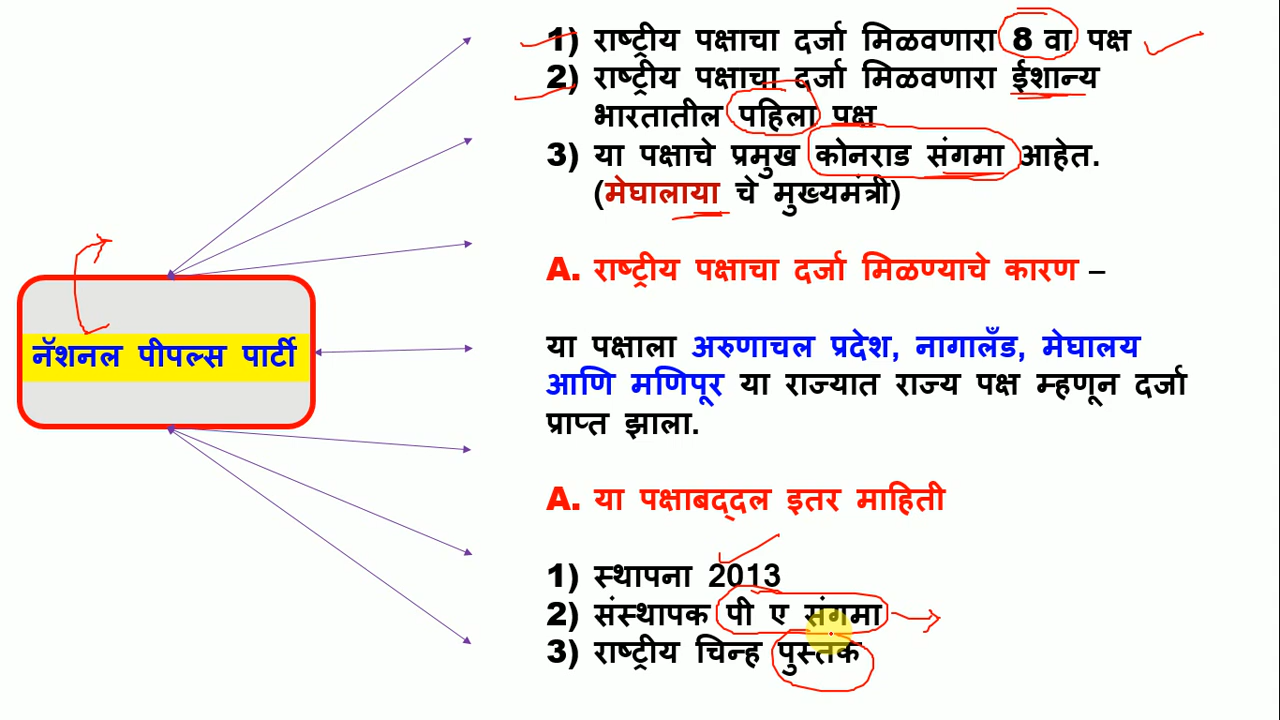 1) राष्ट्रीय पक्षाचा दर्जा मिळवणारा 8 वा पक्ष
2) राष्ट्रीय पक्षाचा दर्जा मिळवणारा ईशान्य
भारतातील पहिला पक्ष
3) या पक्षाचे प्रमुख कोनराड संगमा आहेत.
(मेघालाया चे मुख्यमंत्री)
A. राष्ट्रीय पक्षाचा दर्जा मिळण्याचे कारण –
नॅशनल पीपल्स पार्टी
या पक्षाला अरुणाचल प्रदेश, नागालँड, मेघालय
आणि मणिपूर या राज्यात राज्य पक्ष म्हणून दर्जा
प्राप्त झाला.
A. या पक्षाबद्दल इतर माहिती
1) स्थापना 2013
2) संस्थापक पी ए संगमा
3) राष्ट्रीय चिन्ह पुस्तक